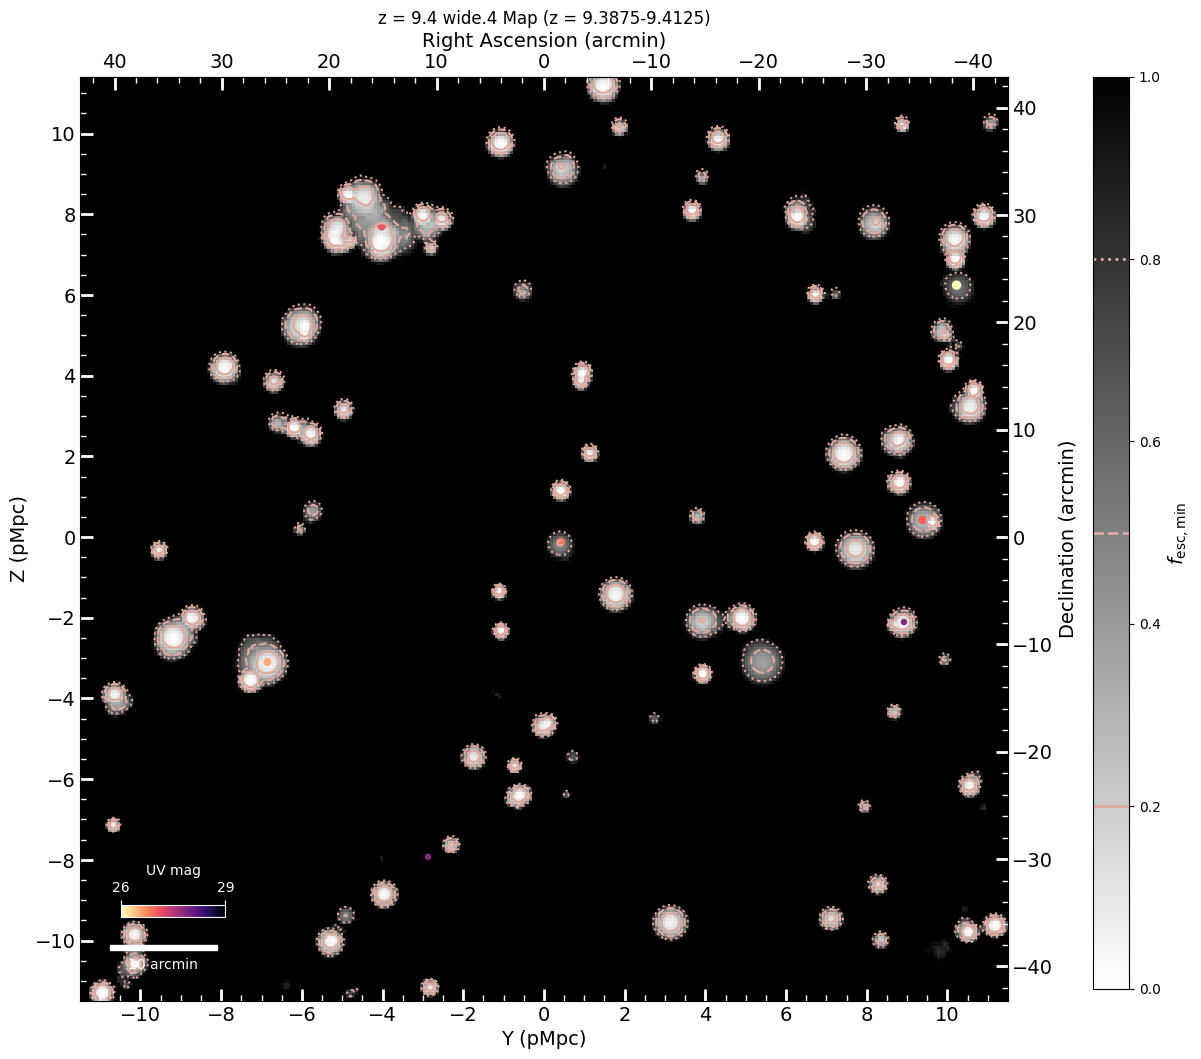 z = 9.4 wide.4 Map (z = 9.3875-9.4125)
Right Ascension (arcmin)
40 30 20 10 0 −10 −20 −30 −40
Z (pMpc)
10
8
6
4
2
0
−2
−4
−6
−8
−10
UV mag
26 29
0 arcmin
−10 −8 −6 −4 −2 0 2 4 6 8 10
Y (pMpc)
40
30
20
10
0
−10
−20
−30
−40
Declination (arcmin)
1.0
0.8
0.6
0.4
0.2
0.0
fesc, min